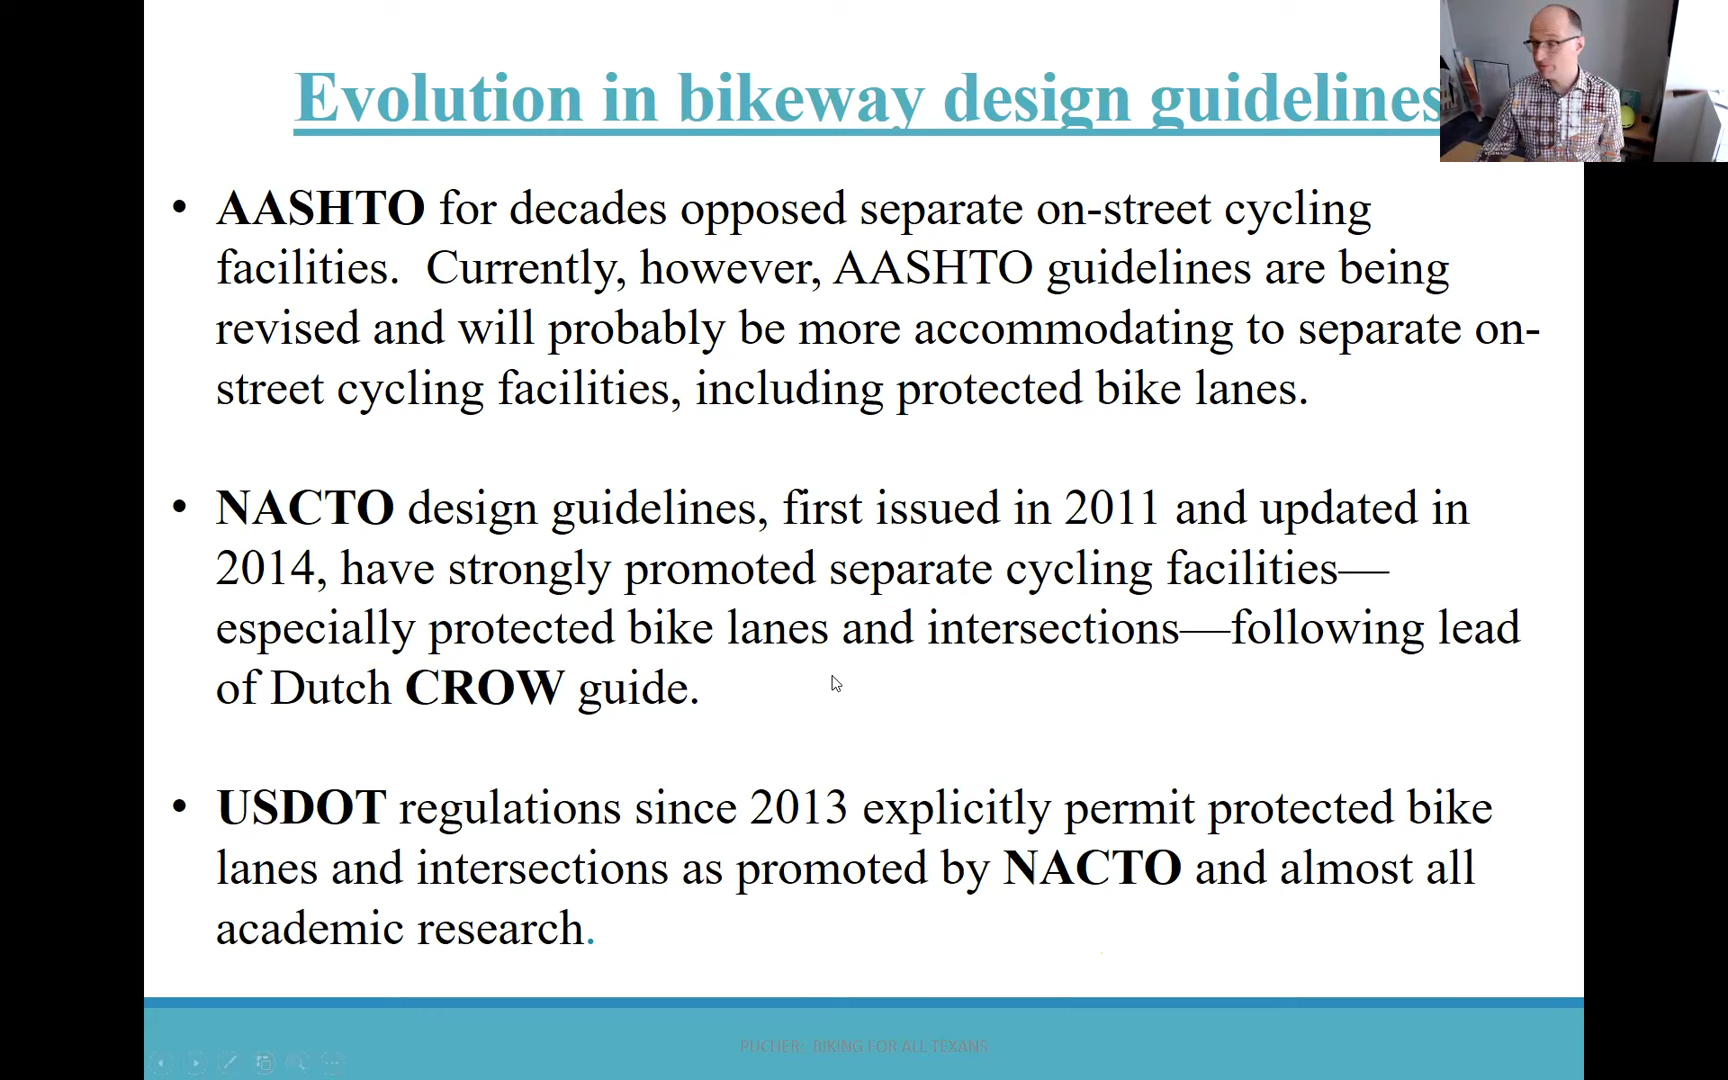 Evolution in bikeway design guidelines
• AASHTO for decades opposed separate on-street cycling
facilities.  Currently, however, AASHTO guidelines are being
revised and will probably be more accommodating to separate on-
street cycling facilities, including protected bike lanes.
• NACTO design guidelines, first issued in 2011 and updated in
2014, have strongly promoted separate cycling facilities—
especially protected bike lanes and intersections—following lead
of Dutch CROW guide.
• USDOT regulations since 2013 explicitly permit protected bike
lanes and intersections as promoted by NACTO and almost all
academic research.
PUCHER:  BIKING FOR ALL TEXANS